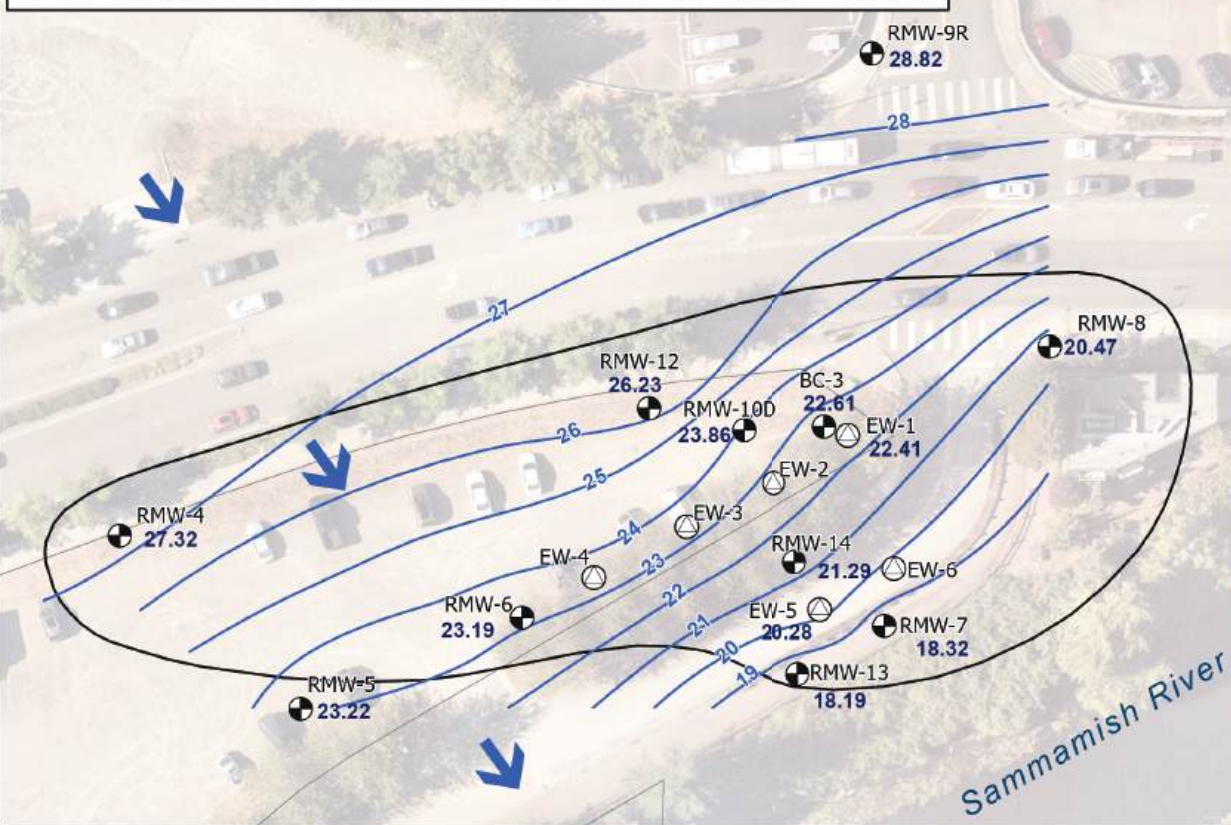 RMW-9R
28.82
28
27
RMW-8
20.47
RMW-12
26.23
BC-3
22.61
RMW-10D
23.86
EW-1
22.41
26
25
EW-2
RMW-4
27.32
EW-3
24
EW-4
RMW-14
21.29
EW-6
23
22
RMW-6
23.19
EW-5
20.28
21
RMW-7
18.32
20
19
RMW-13
18.19
RMW-5
23.22
Sammamish River